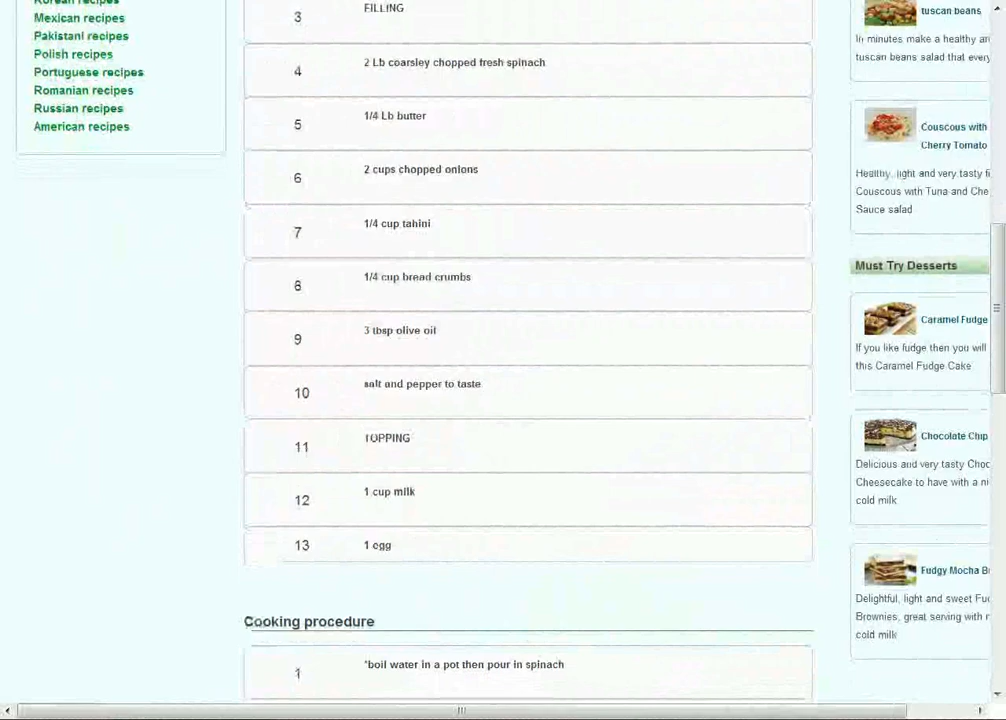 Korean recipes
Mexican recipes
Pakistani recipes
Polish recipes
Portuguese recipes
Romanian recipes
Russian recipes
American recipes
3 FILLING
4 2 Lb coarsley chopped fresh spinach
5 1/4 Lb butter
6 2 cups chopped onions
7 1/4 cup tahini
8 1/4 cup bread crumbs
9 3 tbsp olive oil
10 salt and pepper to taste
11 TOPPING
12 1 cup milk
13 1 egg
Cooking procedure
1 *boil water in a pot then pour in spinach
tuscan beans
In minutes make a healthy an
tuscan beans salad that every
Couscous with
Cherry Tomato
Healthy, light and very tasty fi
Couscous with Tuna and Che
Sauce salad
Must Try Desserts
Caramel Fudge
If you like fudge then you will
this Caramel Fudge Cake
Chocolate Chip
Delicious and very tasty Choc
Cheesecake to have with a ni
cold milk
Fudgy Mocha Br
Delightful, light and sweet Fud
Brownies, great serving with
cold milk